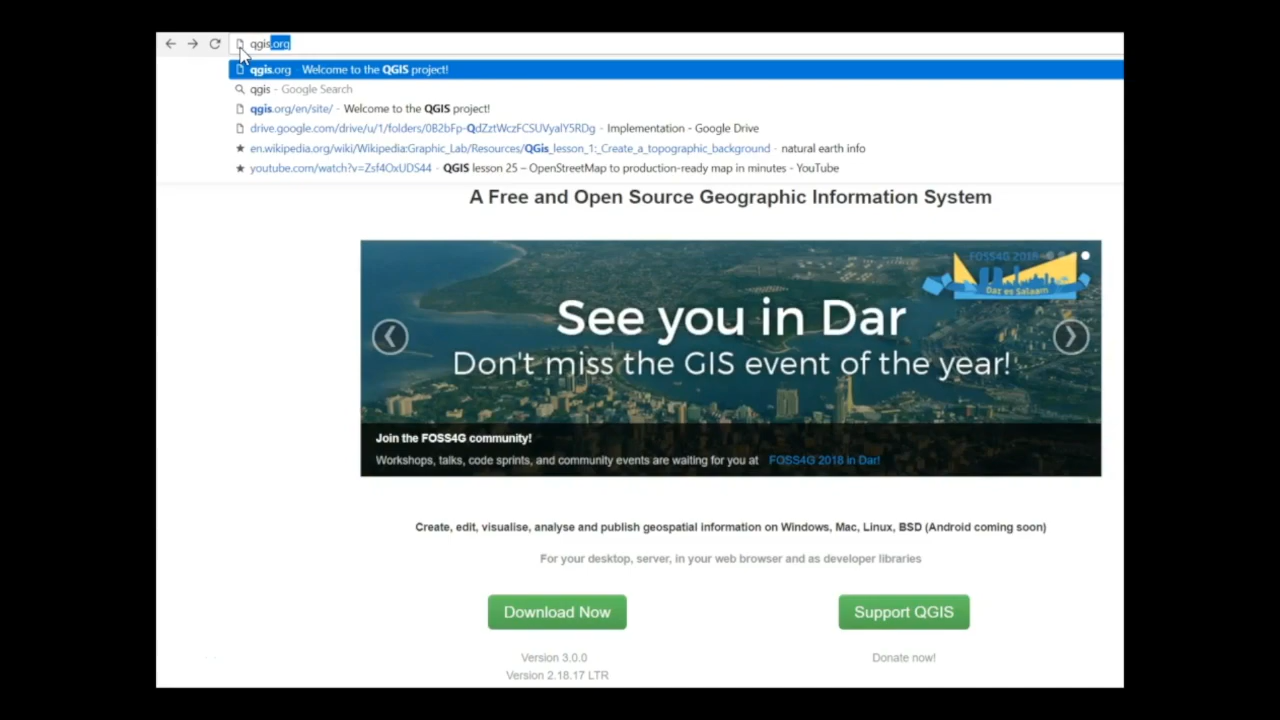 qgis.org
qgis.org - Welcome to the QGIS project!
qgis - Google Search
qgis.org/en/site/ - Welcome to the QGIS project!
drive.google.com/drive/u/1/folders/0B2bFp-QdZztWczFCSUVyalY5RDg - Implementation - Google Drive
en.wikipedia.org/wiki/Wikipedia:Graphic_Lab/Resources/QGis_lesson_1:_Create_a_topographic_background - natural earth info
youtube.com/watch?v=Zsf4OxUDS44 - QGIS lesson 25 – OpenStreetMap to production-ready map in minutes - YouTube
A Free and Open Source Geographic Information System
FOSS4G 2018
Dar es Salaam
See you in Dar
Don't miss the GIS event of the year!
Join the FOSS4G community!
Workshops, talks, code sprints, and community events are waiting for you at FOSS4G 2018 in Dar!
Create, edit, visualise, analyse and publish geospatial information on Windows, Mac, Linux, BSD (Android coming soon)
For your desktop, server, in your web browser and as developer libraries
Download Now
Support QGIS
Version 3.0.0
Donate now!
Version 2.18.17 LTR